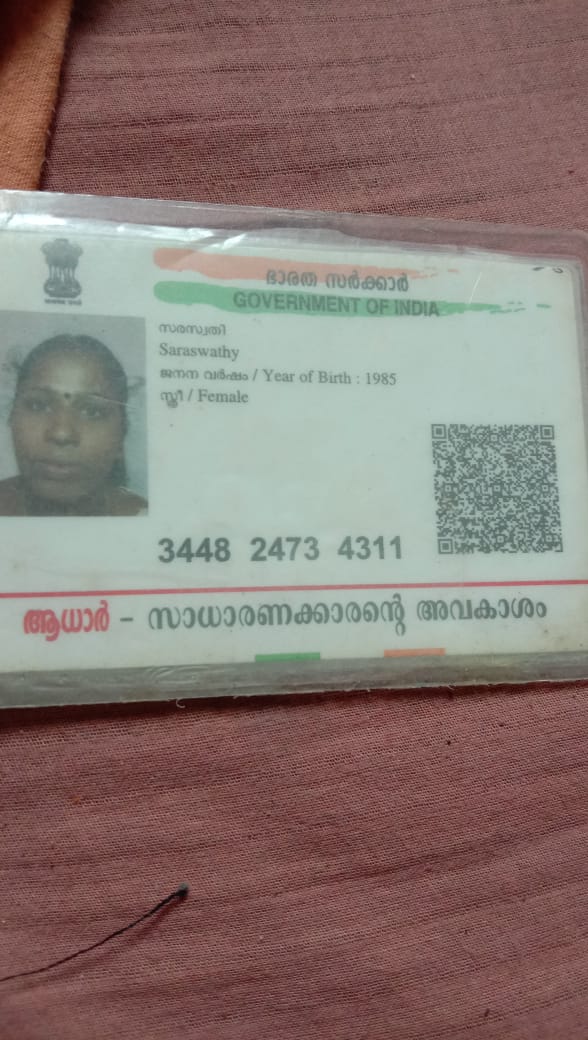 ഭാരത സർക്കാർ
GOVERNMENT OF INDIA
സരസ്വതി
Saraswathy
ജനന വർഷം / Year of Birth : 1985
സ്ത്രീ / Female
3448 2473 4311
ആധാർ - സാധാരണക്കാരന്റെ അവകാശം